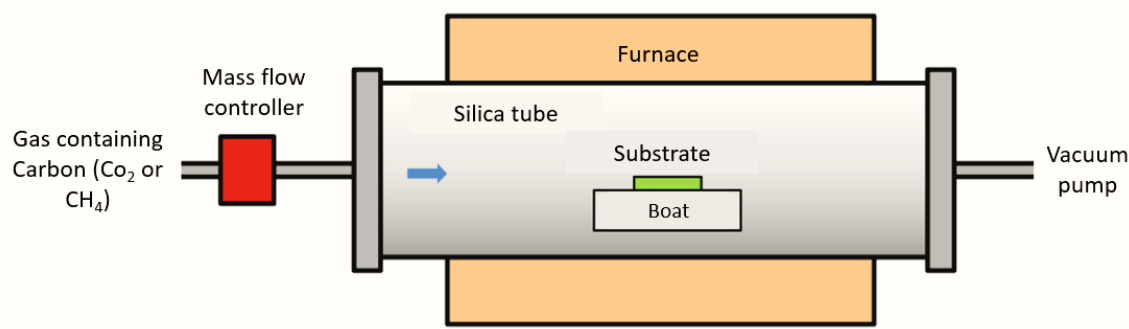 Furnace
Mass flow
controller
Silica tube
Gas containing
Carbon (Co₂ or
CH₄)
Substrate
Boat
Vacuum
pump